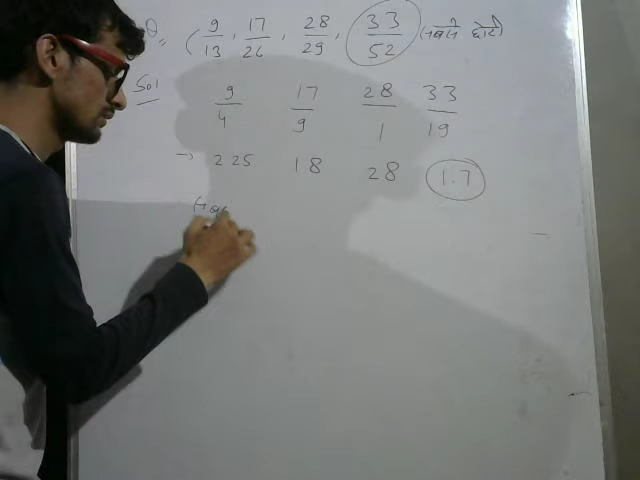 Q= ( 9/13, 17/26, 28/29, 33/52 (सबसे छोटे)
Sol 9/4 17/9 28/1 33/19
→ 2.25 1.8 28 1.7